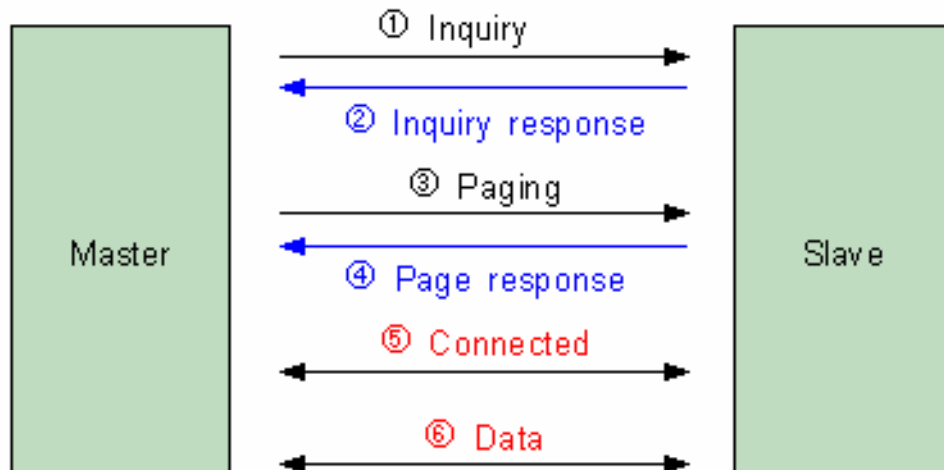 ① Inquiry
② Inquiry response
③ Paging
Master
Slave
④ Page response
⑤ Connected
⑥ Data